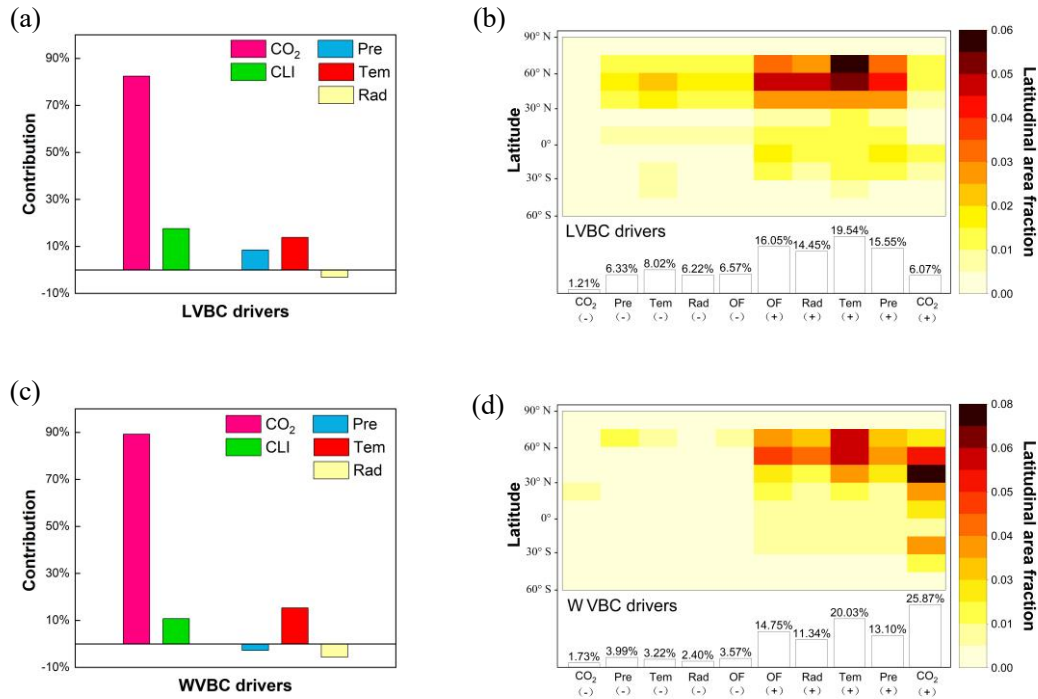 (a)
90%
70%
50%
30%
10%
-10%
Contribution
CO₂
CLI
Pre
Tem
Rad
LVBC drivers
(b)
90° N
60° N
30° N
0°
30° S
60° S
Latitude
LVBC drivers
1.21%
6.33%
8.02%
6.22%
6.57%
16.05%
14.45%
19.54%
15.55%
6.07%
CO₂ Pre Tem Rad OF OF Rad Tem Pre CO₂
(-) (-) (-) (-) (-) (+) (+) (+) (+) (+)
0.06
0.05
0.04
0.03
0.02
0.01
0.00
Latitudinal area fraction
(c)
90%
70%
50%
30%
10%
-10%
Contribution
CO₂
CLI
Pre
Tem
Rad
WVBC drivers
(d)
90° N
60° N
30° N
0°
30° S
60° S
Latitude
W VBC drivers
1.73%
3.99%
3.22%
2.40%
3.57%
14.75%
11.34%
20.03%
13.10%
25.87%
CO₂ Pre Tem Rad OF OF Rad Tem Pre CO₂
(-) (-) (-) (-) (-) (+) (+) (+) (+) (+)
0.08
0.06
0.04
0.03
0.02
0.01
0.00
Latitudinal area fraction